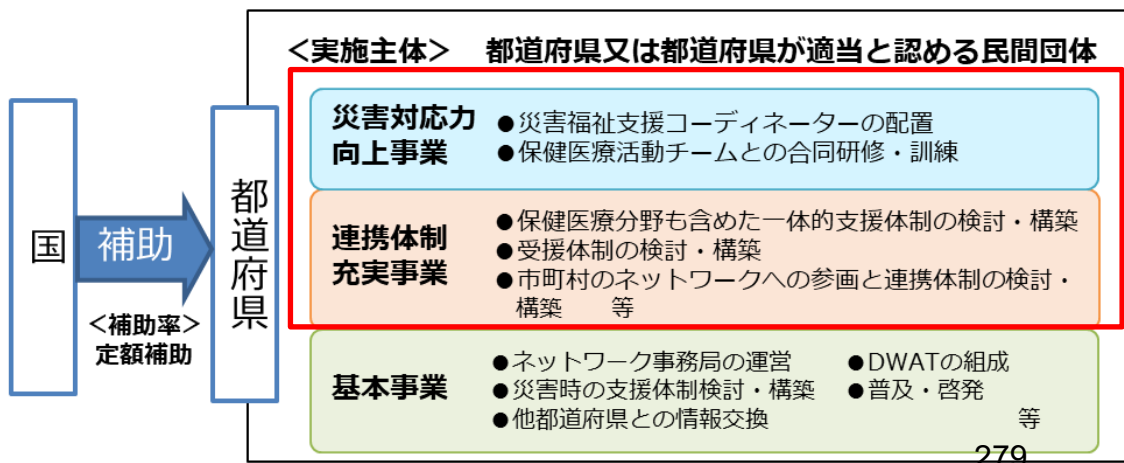 <実施主体> 都道府県又は都道府県が適当と認める民間団体
国
補助
<補助率>
定額補助
都道府県
災害対応力
向上事業
●災害福祉支援コーディネーターの配置
●保健医療活動チームとの合同研修・訓練
連携体制
充実事業
●保健医療分野も含めた一体的支援体制の検討・構築
●受援体制の検討・構築
●市町村のネットワークへの参画と連携体制の検討・
構築 等
基本事業
●ネットワーク事務局の運営 ●DWATの組成
●災害時の支援体制検討・構築 ●普及・啓発
●他都道府県との情報交換 等
279